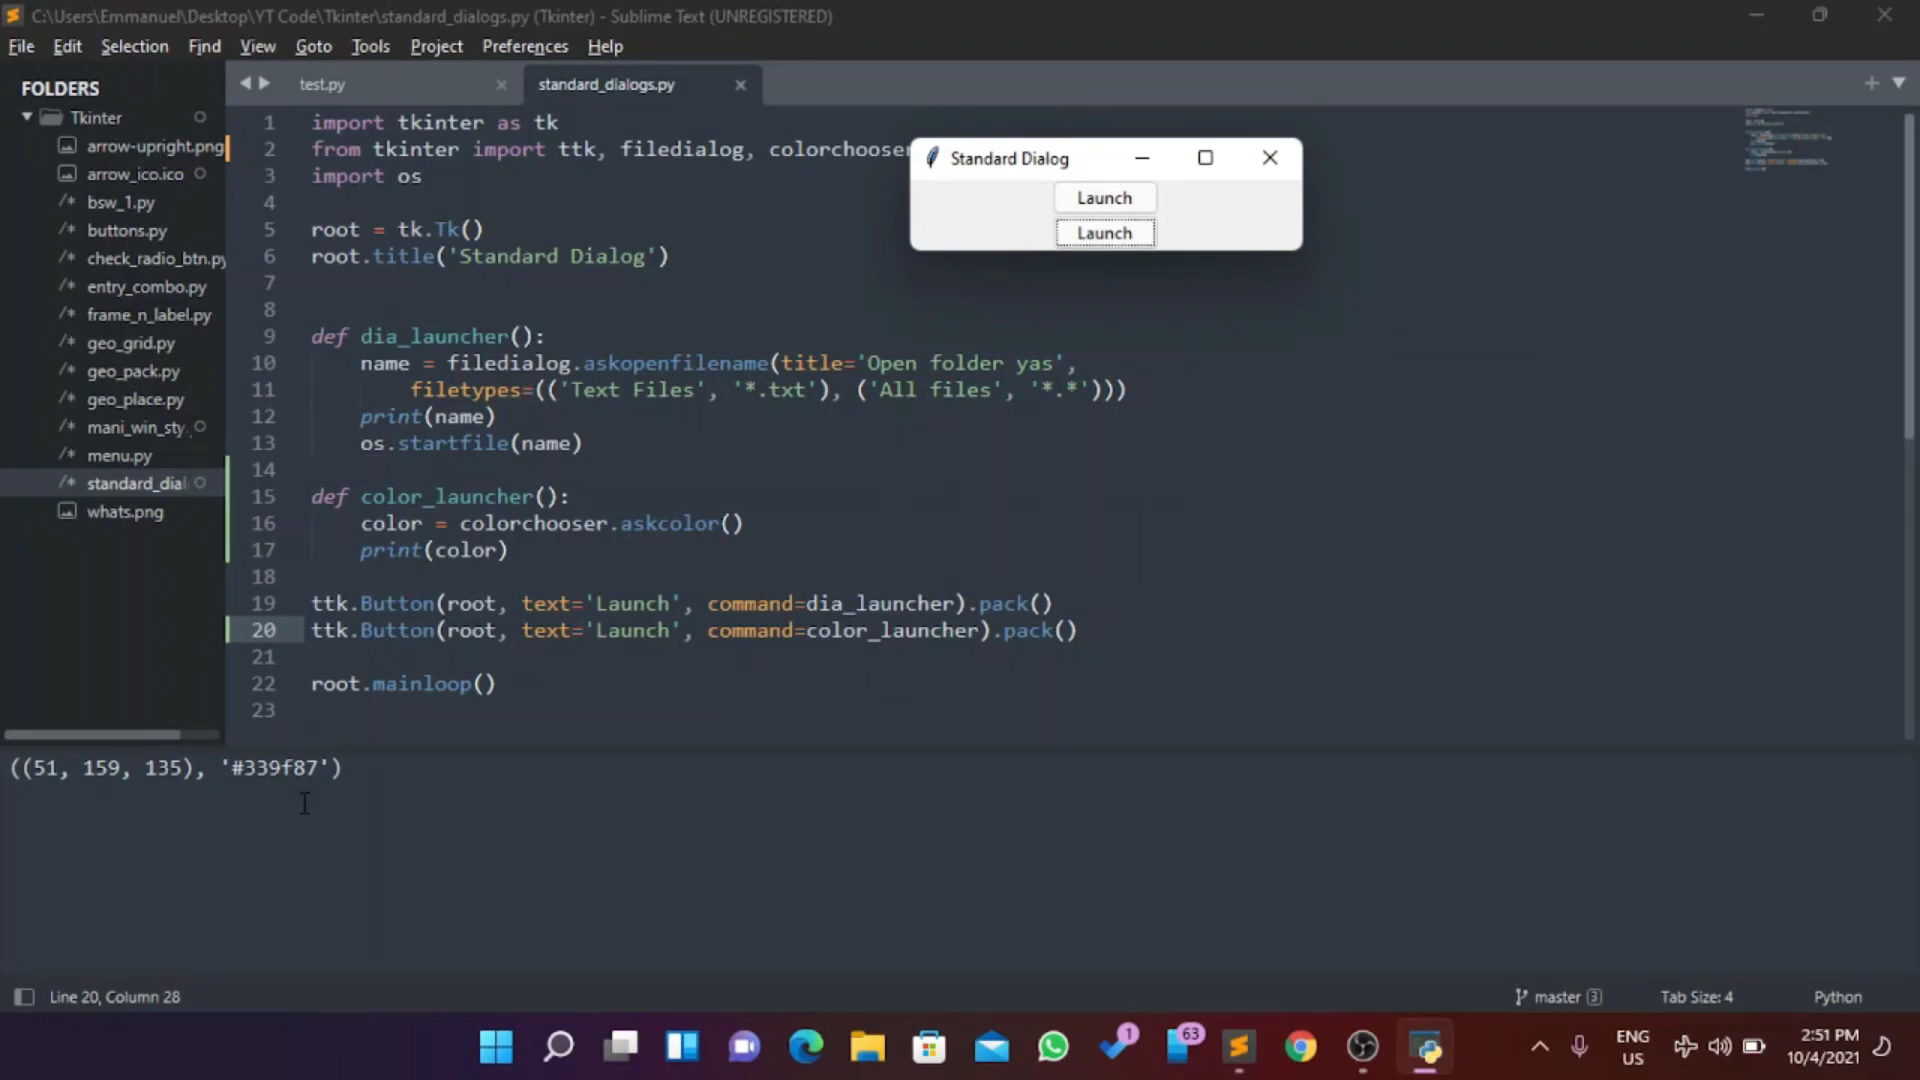 C:\Users\Emmanuel\Desktop\YT Code\Tkinter\standard_dialogs.py (Tkinter) - Sublime Text (UNREGISTERED)
File Edit Selection Find View Goto Tools Project Preferences Help
FOLDERS
Tkinter
arrow-upright.png
arrow_ico.ico
bsw_1.py
buttons.py
check_radio_btn.py
entry_combo.py
frame_n_label.py
geo_grid.py
geo_pack.py
geo_place.py
mani_win_sty.
menu.py
standard_dial
whats.png
test.py
standard_dialogs.py
1 import tkinter as tk
2 from tkinter import ttk, filedialog, colorchooser
3 import os
4
5 root = tk.Tk()
6 root.title('Standard Dialog')
7
8
9 def dia_launcher():
10 name = filedialog.askopenfilename(title='Open folder yas',
11 filetypes=(('Text Files', '*.txt'), ('All files', '*.*')))
12 print(name)
13 os.startfile(name)
14
15 def color_launcher():
16 color = colorchooser.askcolor()
17 print(color)
18
19 ttk.Button(root, text='Launch', command=dia_launcher).pack()
20 ttk.Button(root, text='Launch', command=color_launcher).pack()
21
22 root.mainloop()
23
Standard Dialog
Launch
Launch
((51, 159, 135), '#339f87')
Line 20, Column 28
master 3
Tab Size: 4
Python
1
63
ENG
US
2:51 PM
10/4/2021